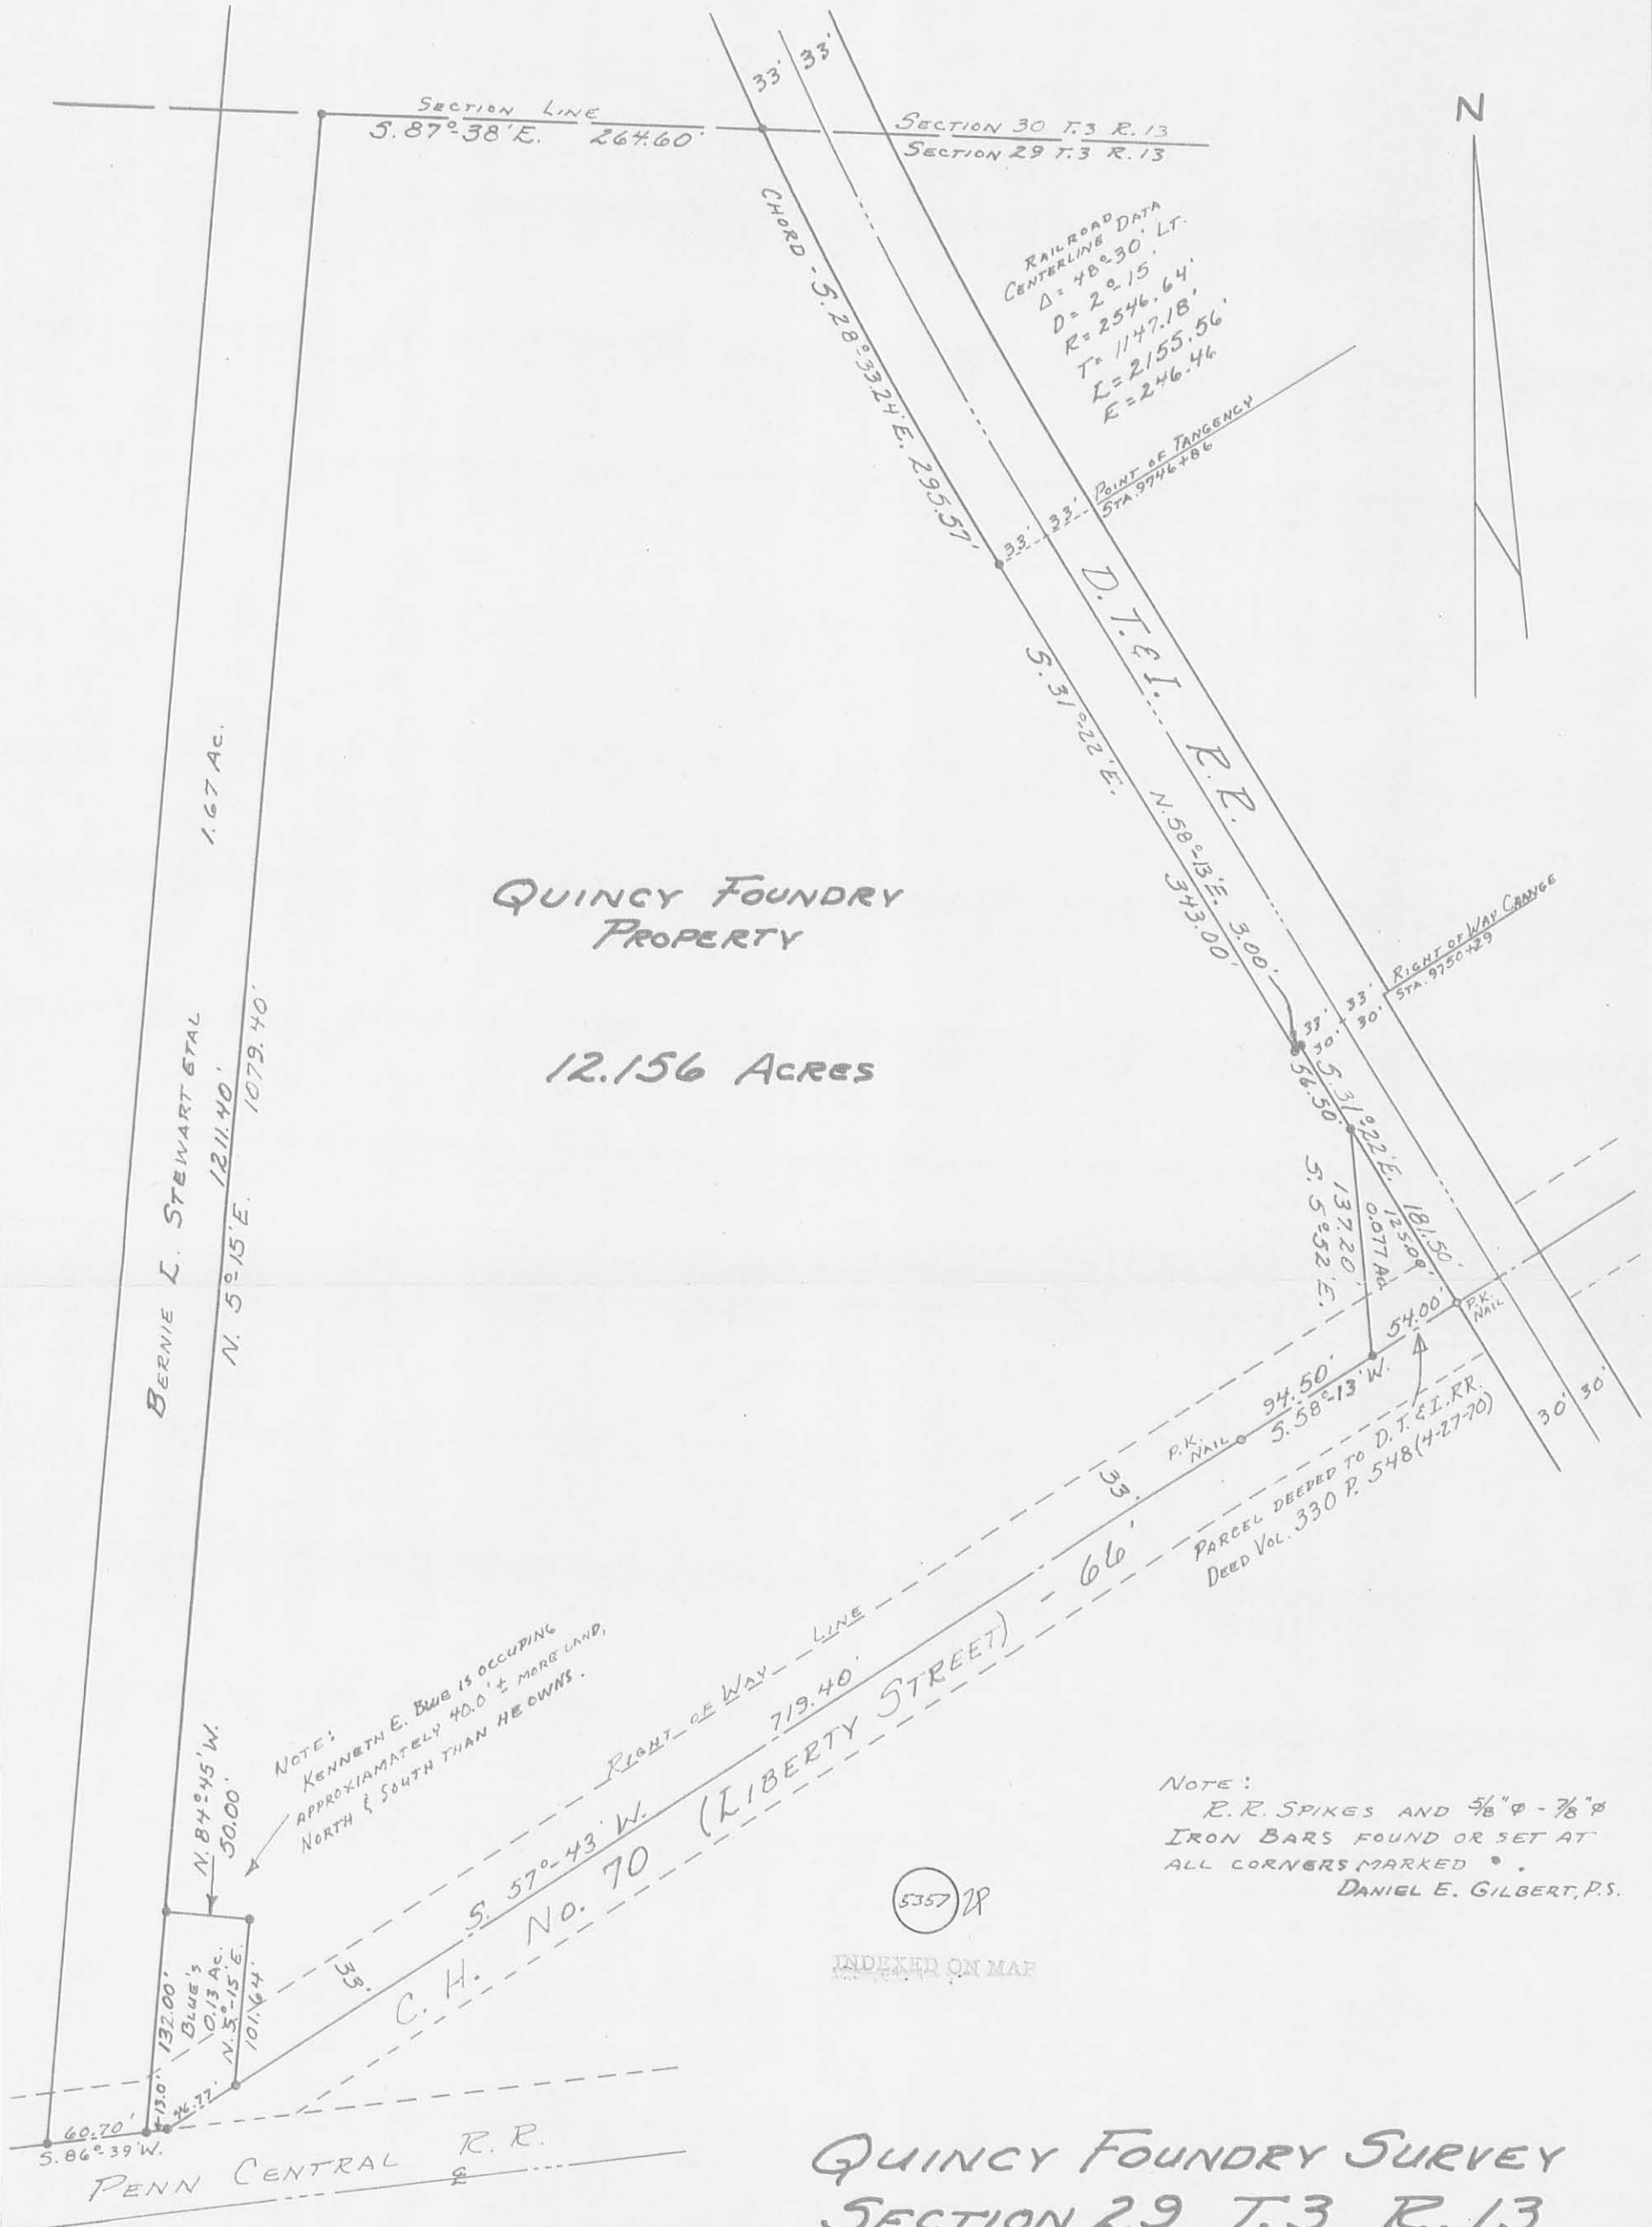 33' 33'
SECTION LINE
S. 87°-38' E. 264.60'
SECTION 30 T.3 R.13
SECTION 29 T.3 R.13
N
RAILROAD
CENTERLINE DATA
Δ = 48°-30' LT.
D = 2°-15'
R = 2546.64'
T = 1147.18'
L = 2155.56'
E = 246.46
CHORD - S. 28°-33.24' E. 295.57'
33' 33' POINT OF TANGENCY
STA. 9746+86
D. T. & I. R. R.
S. 31°-22' E.
343.00'
N. 58°-13' E. 3.00'
1.67 AC.
QUINCY FOUNDRY
PROPERTY
12.156 ACRES
RIGHT OF WAY CHANGE
STA. 9750+29
33' 33'
30' 30'
BERNIE L. STEWART ETAL
1211.40'
N. 5°-15' E. 1079.40'
56.50'
S. 31°-22' E. 181.50'
125.09'
0.077 AC.
137.20'
S. 5°-52' E.
54.00'
P.K.
NAIL
94.50'
S. 58°-13' W.
P.K.
NAIL
30' 30'
33'
PARCEL DEEDED TO D. T. & I. RR.
DEED VOL. 330 P. 548 (4-27-70)
RIGHT OF WAY LINE
719.40'
S. 57°-43' W.
C. H. NO. 70 (LIBERTY STREET) - 66'
33'
NOTE:
KENNETH E. BLUE IS OCCUPING
APPROXIAMATELY 40.0' ± MORE LAND,
NORTH & SOUTH THAN HE OWNS.
N. 84°-45' W.
50.00'
132.00'
BLUE'S
0.13 AC.
N. 5°-15' E.
101.64'
13.0'
46.77'
60.70'
S. 86°-39' W.
PENN CENTRAL R. R.
℄
NOTE:
R.R. SPIKES AND 5/8"φ - 7/8"φ
IRON BARS FOUND OR SET AT
ALL CORNERS MARKED •.
DANIEL E. GILBERT, P.S.
5357
INDEXED ON MAP
QUINCY FOUNDRY SURVEY
SECTION 29 T.3 R.13